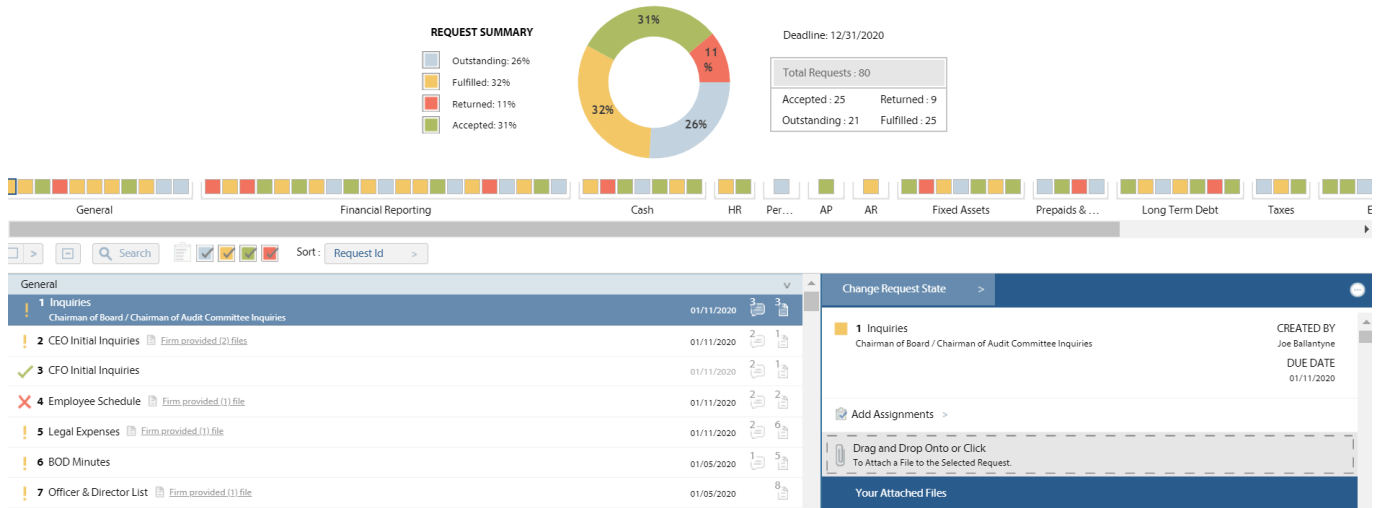 REQUEST SUMMARY
Outstanding: 26%
Fulfilled: 32%
Returned: 11%
Accepted: 31%
31%
11
%
32%
26%
Deadline: 12/31/2020
Total Requests : 80
Accepted : 25 Returned : 9
Outstanding : 21 Fulfilled : 25
General Financial Reporting Cash HR Per... AP AR Fixed Assets Prepaids & ... Long Term Debt Taxes E
> Search Sort : Request Id >
General
1 Inquiries
Chairman of Board / Chairman of Audit Committee Inquiries
01/11/2020 3 3
2 CEO Initial Inquiries Firm provided (2) files 01/11/2020 2 1
3 CFO Initial Inquiries 01/11/2020 2 1
4 Employee Schedule Firm provided (1) file 01/11/2020 2 2
5 Legal Expenses Firm provided (1) file 01/11/2020 2 6
6 BOD Minutes 01/05/2020 1 5
7 Officer & Director List Firm provided (1) file 01/05/2020 8
Change Request State >
1 Inquiries
Chairman of Board / Chairman of Audit Committee Inquiries
CREATED BY
Joe Ballantyne
DUE DATE
01/11/2020
Add Assignments >
Drag and Drop Onto or Click
To Attach a File to the Selected Request.
Your Attached Files